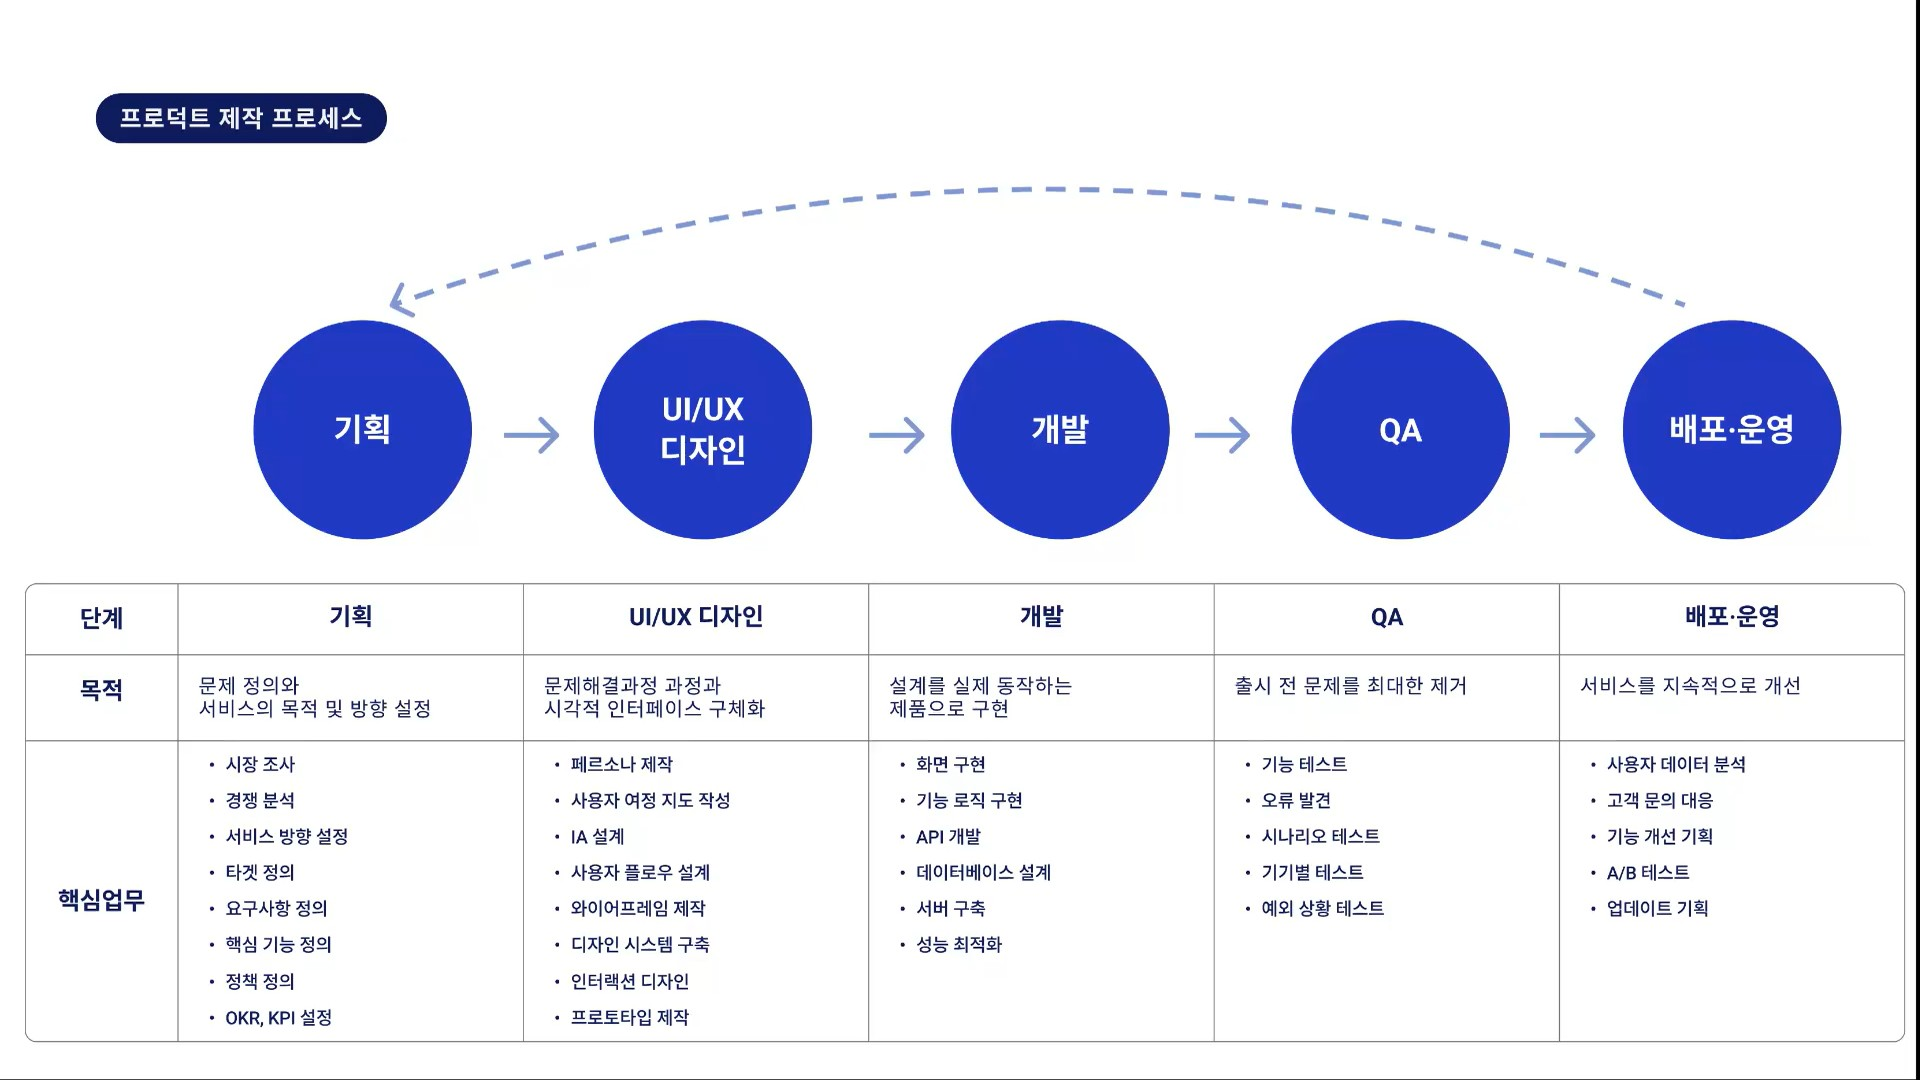 프로덕트 제작 프로세스
기획
UI/UX
디자인
개발
QA
배포·운영
단계
기획
UI/UX 디자인
개발
QA
배포·운영
목적
문제 정의와
서비스의 목적 및 방향 설정
문제해결과정 과정과
시각적 인터페이스 구체화
설계를 실제 동작하는
제품으로 구현
출시 전 문제를 최대한 제거
서비스를 지속적으로 개선
핵심업무
• 시장 조사
• 경쟁 분석
• 서비스 방향 설정
• 타겟 정의
• 요구사항 정의
• 핵심 기능 정의
• 정책 정의
• OKR, KPI 설정
• 페르소나 제작
• 사용자 여정 지도 작성
• IA 설계
• 사용자 플로우 설계
• 와이어프레임 제작
• 디자인 시스템 구축
• 인터랙션 디자인
• 프로토타입 제작
• 화면 구현
• 기능 로직 구현
• API 개발
• 데이터베이스 설계
• 서버 구축
• 성능 최적화
• 기능 테스트
• 오류 발견
• 시나리오 테스트
• 기기별 테스트
• 예외 상황 테스트
• 사용자 데이터 분석
• 고객 문의 대응
• 기능 개선 기획
• A/B 테스트
• 업데이트 기획